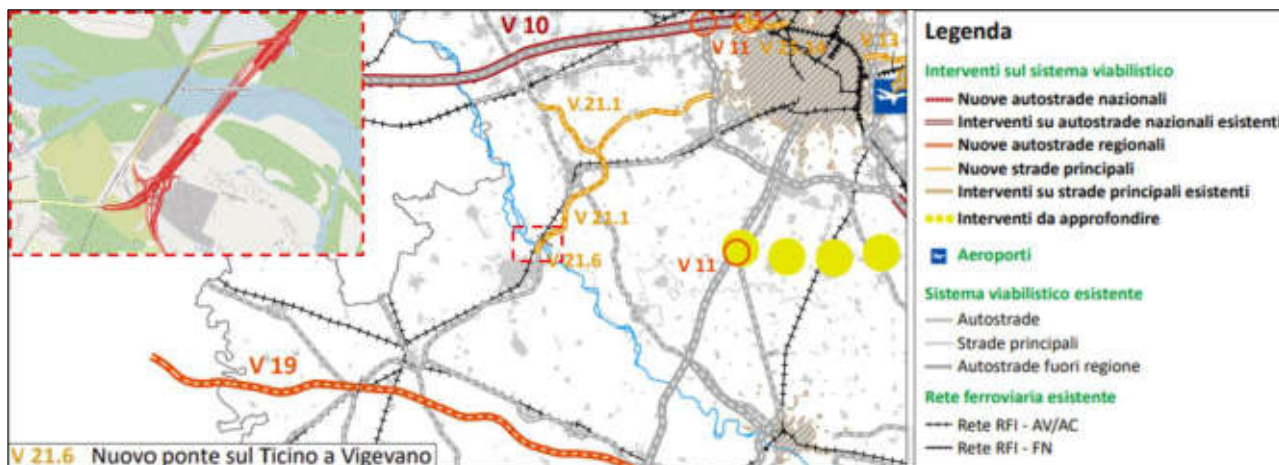 V 10
V 11
V 13
V 21.1
V 21.1
V 21.6
V 11
V 19
V 21.6 Nuovo ponte sul Ticino a Vigevano
Legenda
Interventi sul sistema viabilistico
Nuove autostrade nazionali
Interventi su autostrade nazionali esistenti
Nuove autostrade regionali
Nuove strade principali
Interventi su strade principali esistenti
Interventi da approfondire
Aeroporti
Sistema viabilistico esistente
Autostrade
Strade principali
Autostrade fuori regione
Rete ferroviaria esistente
Rete RFI - AV/AC
Rete RFI - FN